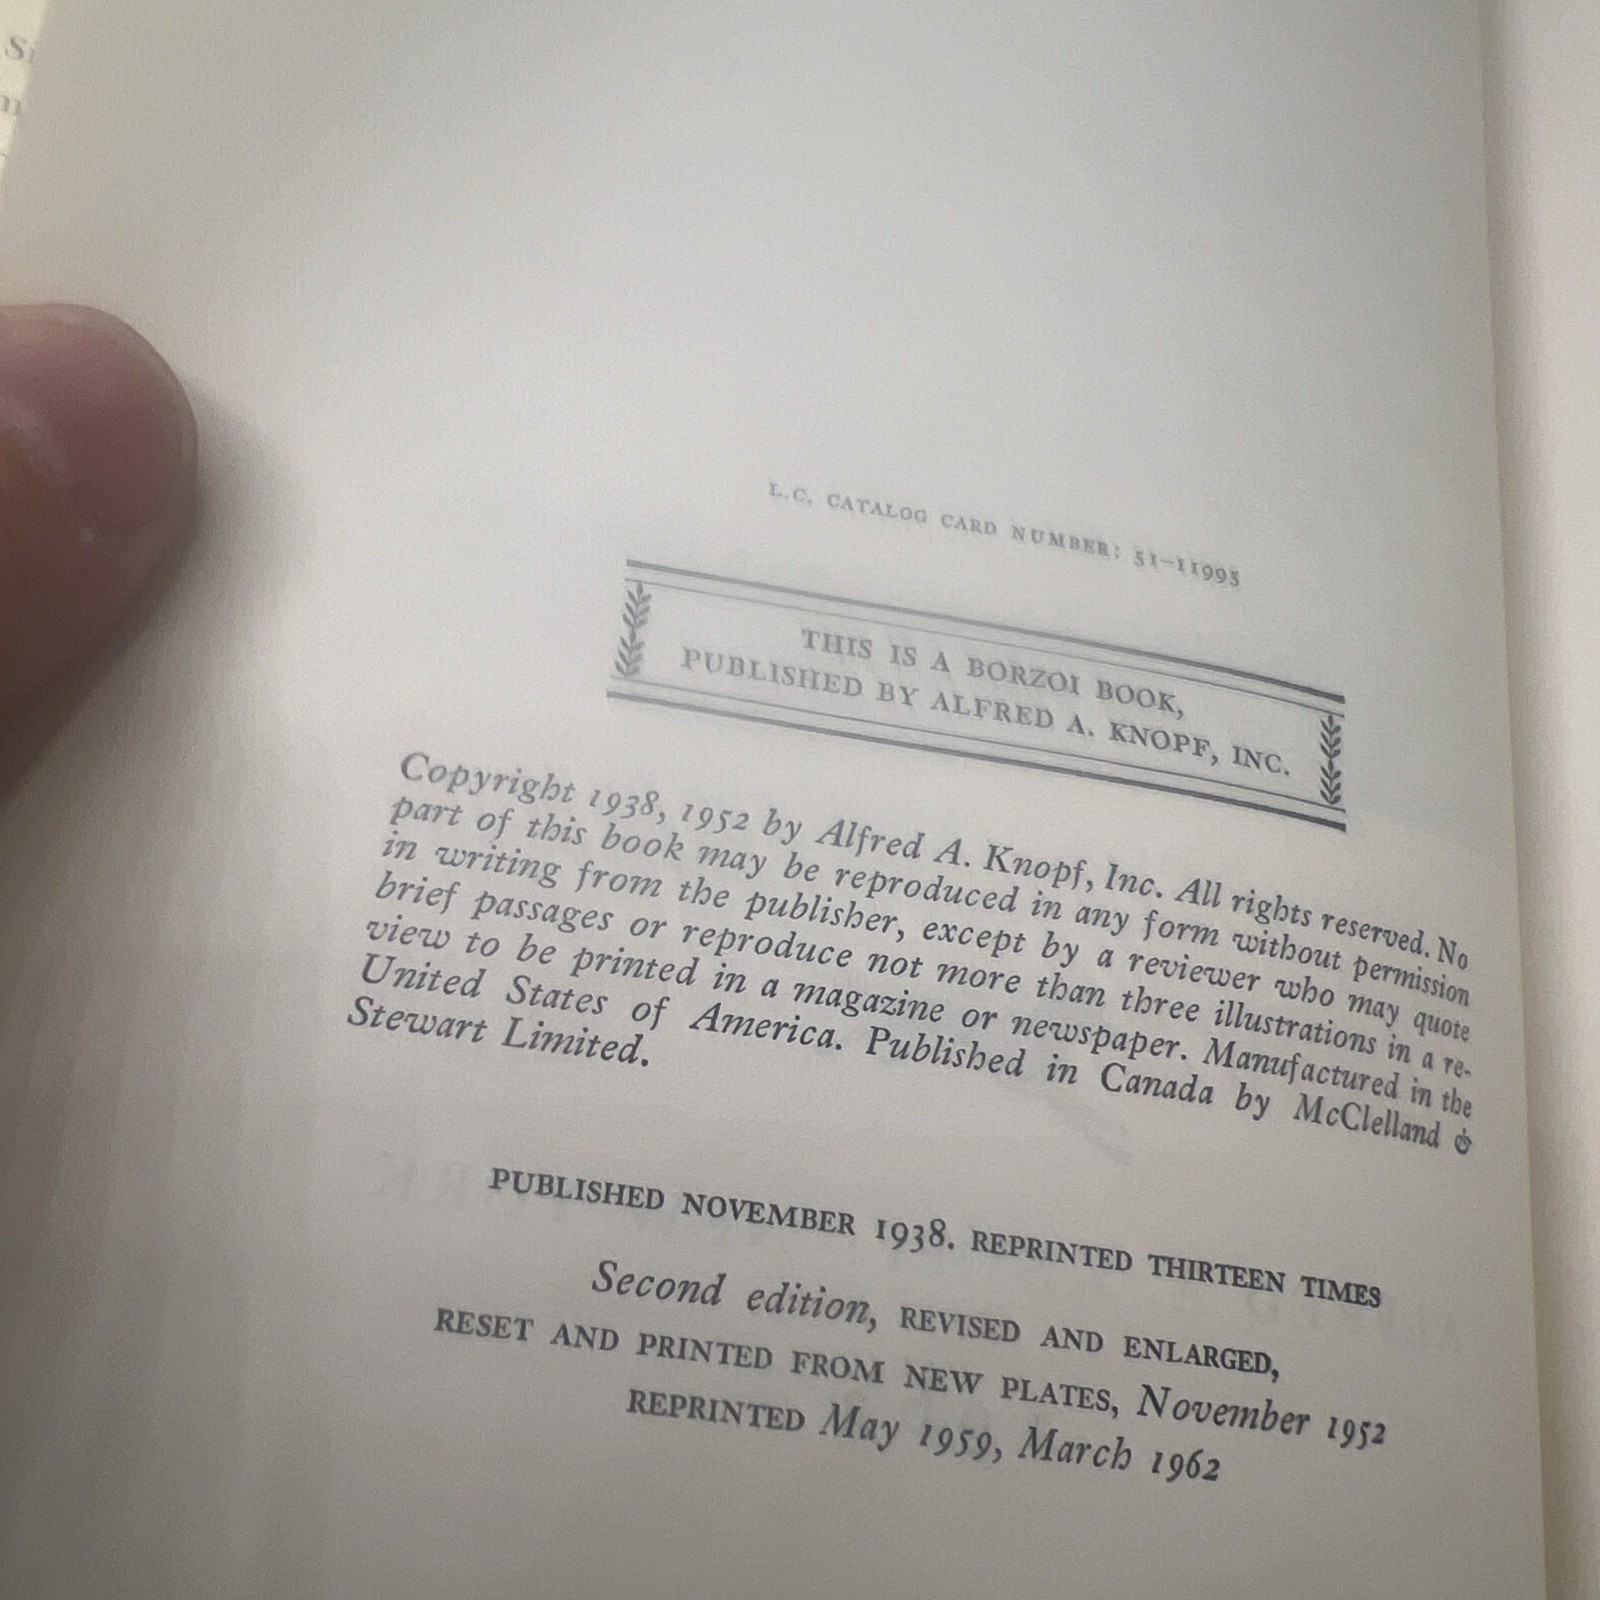 L.C. CATALOG CARD NUMBER: 51-11995
THIS IS A BORZOI BOOK,
PUBLISHED BY ALFRED A. KNOPF, INC.
Copyright 1938, 1952 by Alfred A. Knopf, Inc. All rights reserved. No
part of this book may be reproduced in any form without permission
in writing from the publisher, except by a reviewer who may quote
brief passages or reproduce not more than three illustrations in a re-
view to be printed in a magazine or newspaper. Manufactured in the
United States of America. Published in Canada by McClelland &
Stewart Limited.
PUBLISHED NOVEMBER 1938. REPRINTED THIRTEEN TIMES
Second edition, REVISED AND ENLARGED,
RESET AND PRINTED FROM NEW PLATES, November 1952
REPRINTED May 1959, March 1962